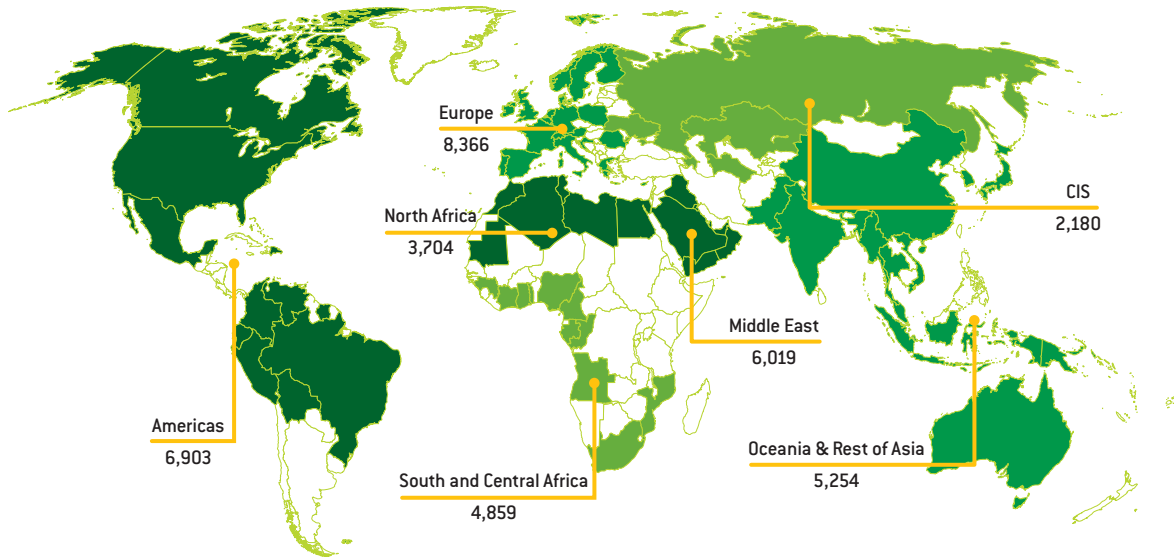 Europe
8,366
CIS
2,180
North Africa
3,704
Middle East
6,019
Americas
6,903
Oceania & Rest of Asia
5,254
South and Central Africa
4,859